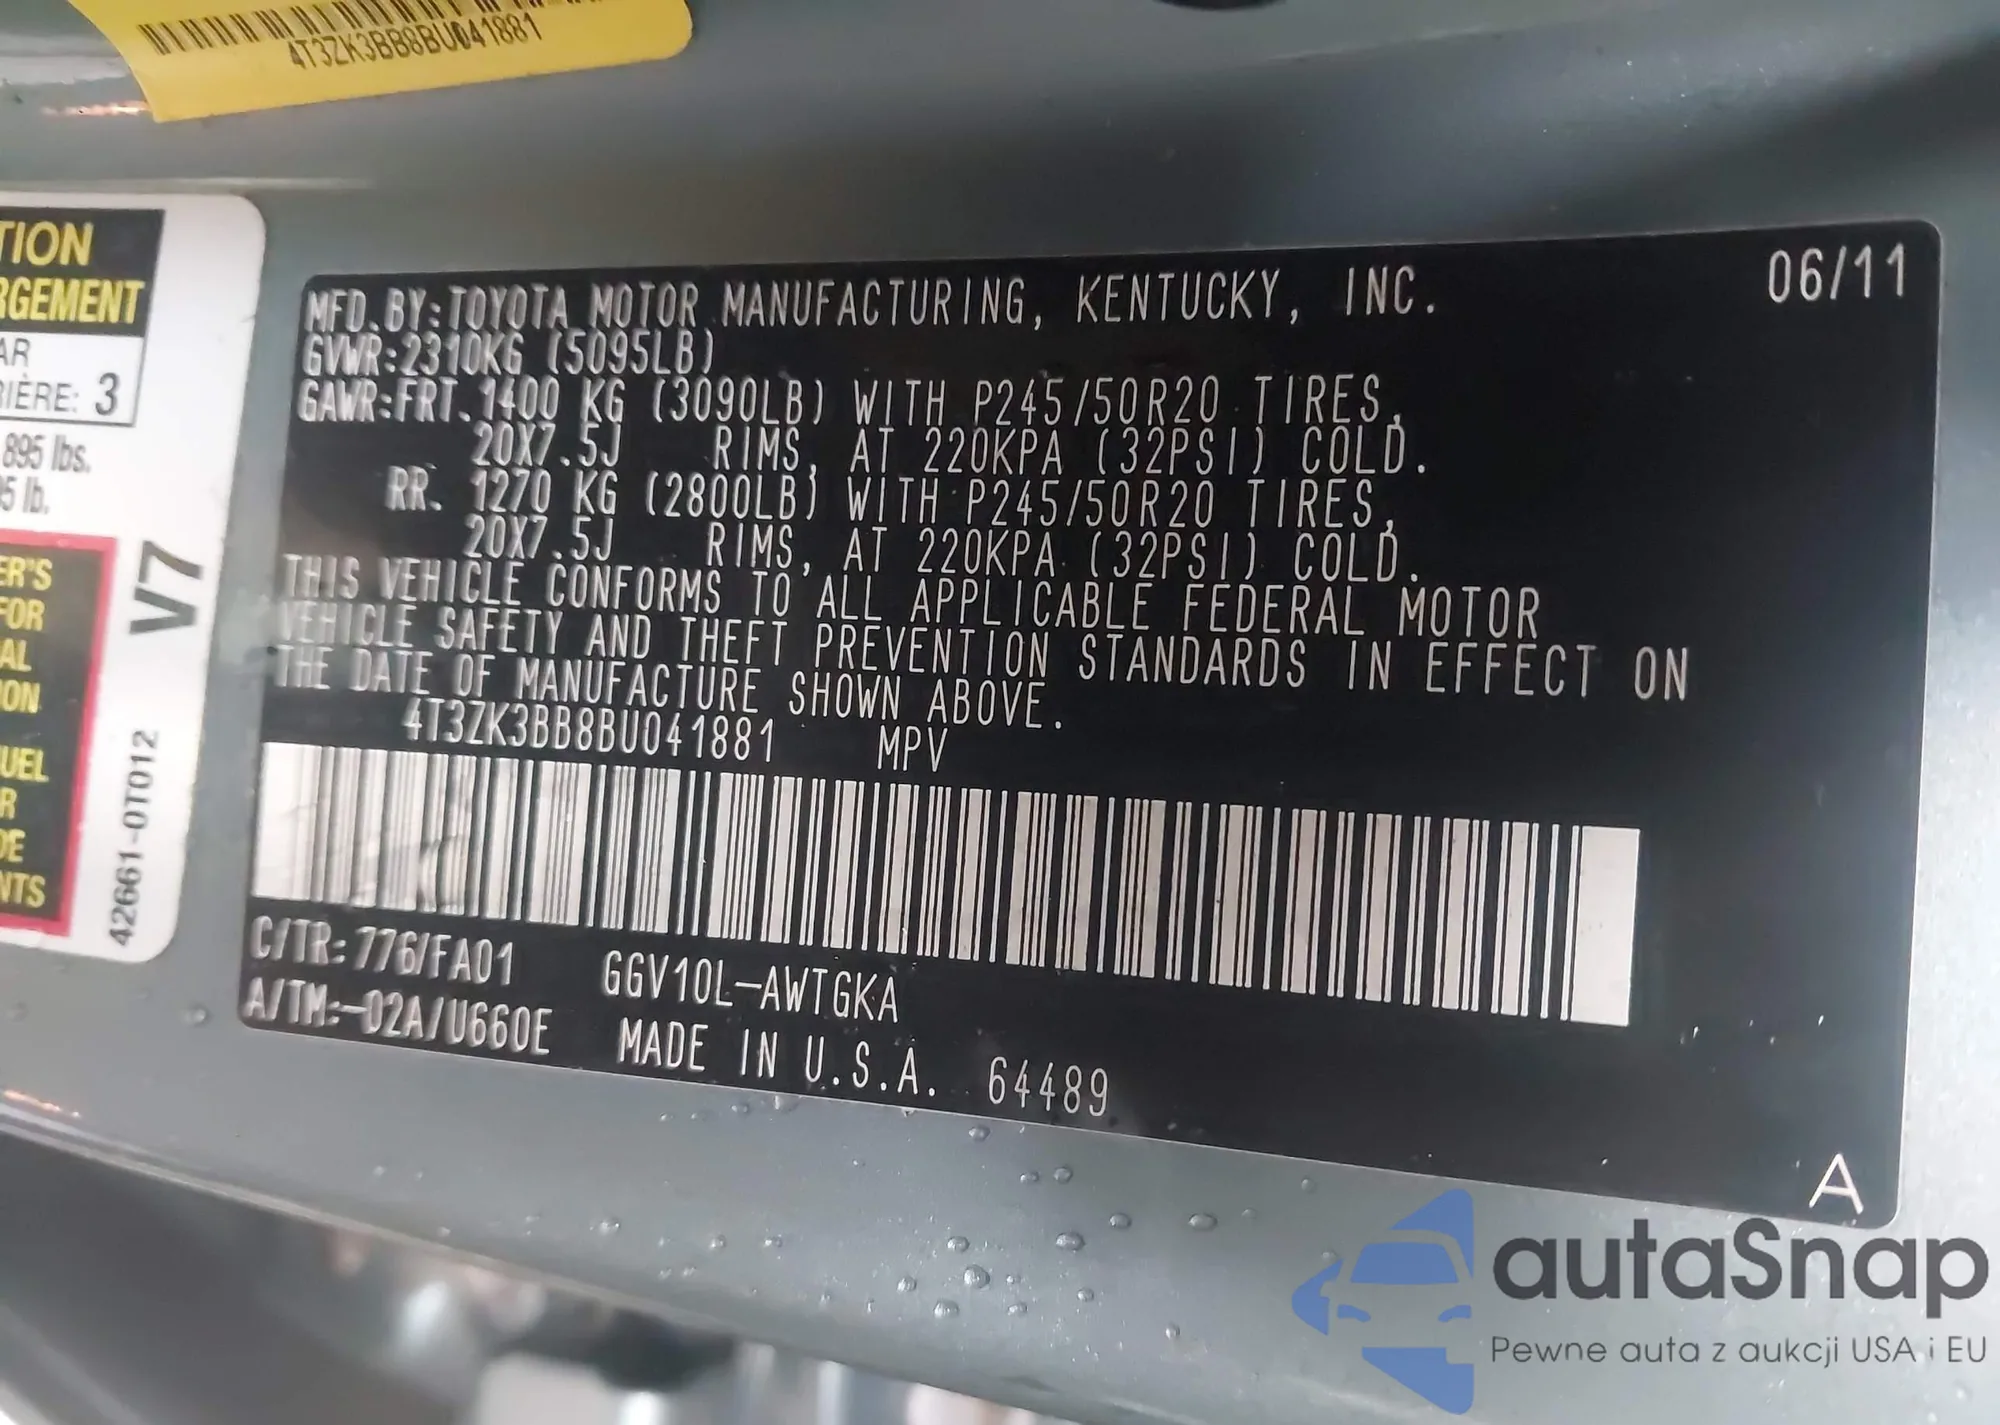 4T3ZK3BB8BU041881
TION
RGEMENT
AR
IÈRE: 3
895 lbs.
5 lb.
ER'S
FOR
AL
ION
UEL
R
DE
NTS
V7
42661-0T012
06/11
MFD. BY: TOYOTA MOTOR MANUFACTURING, KENTUCKY, INC.
GVWR: 2310KG (5095LB)
GAWR: FRT. 1400 KG (3090LB) WITH P245/50R20 TIRES,
20X7.5J RIMS, AT 220KPA (32PSI) COLD.
RR. 1270 KG (2800LB) WITH P245/50R20 TIRES,
20X7.5J RIMS, AT 220KPA (32PSI) COLD.
THIS VEHICLE CONFORMS TO ALL APPLICABLE FEDERAL MOTOR
VEHICLE SAFETY AND THEFT PREVENTION STANDARDS IN EFFECT ON
THE DATE OF MANUFACTURE SHOWN ABOVE.
4T3ZK3BB8BU041881 MPV
C/TR: 776/FA01 GGV10L-AWTGKA
A/TM: -02A/U660E MADE IN U.S.A. 64489
A
autaSnap
Pewne auta z aukcji USA i EU